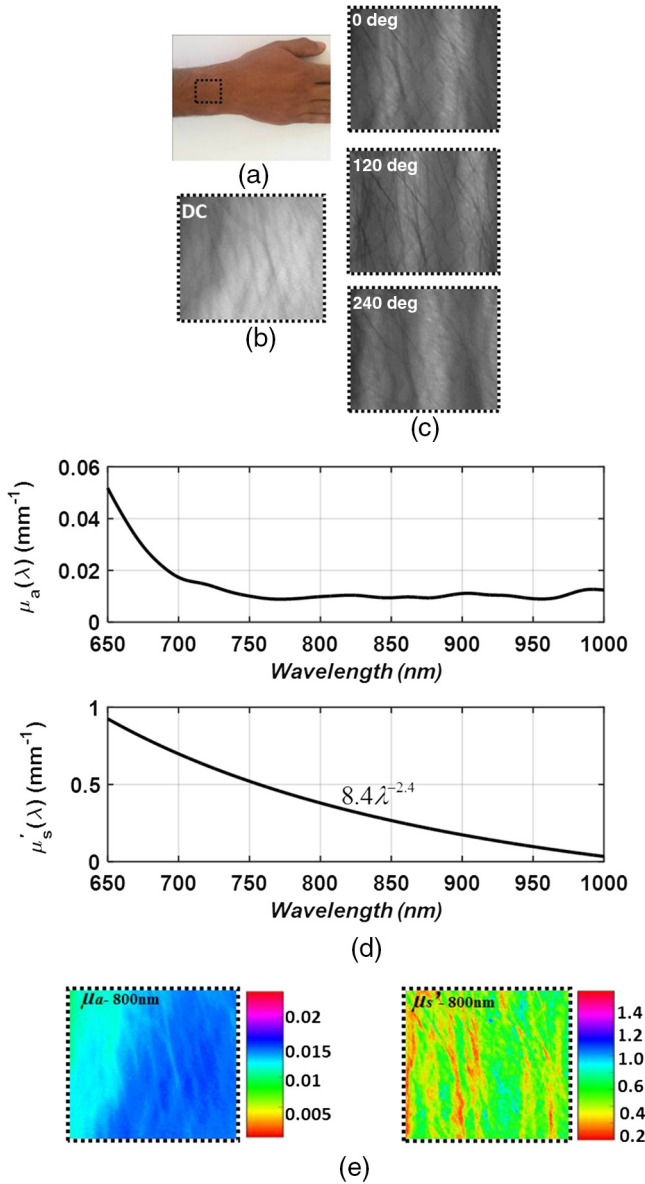 0 deg
(a)
DC
120 deg
(b)
240 deg
(c)
μa(λ) (mm-1)
0.06
0.04
0.02
0
650 700 750 800 850 900 950 1000
Wavelength (nm)
μs'(λ) (mm-1)
1
0.5
0
8.4λ-2.4
650 700 750 800 850 900 950 1000
Wavelength (nm)
(d)
μa- 800nm
0.02
0.015
0.01
0.005
μs'- 800nm
1.4
1.2
1.0
0.6
0.4
0.2
(e)